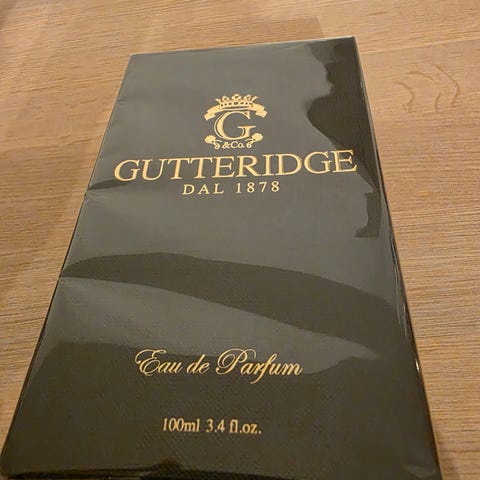 G
&Co.
GUTTERIDGE
DAL 1878
Eau de Parfum
100ml 3.4 fl.oz.